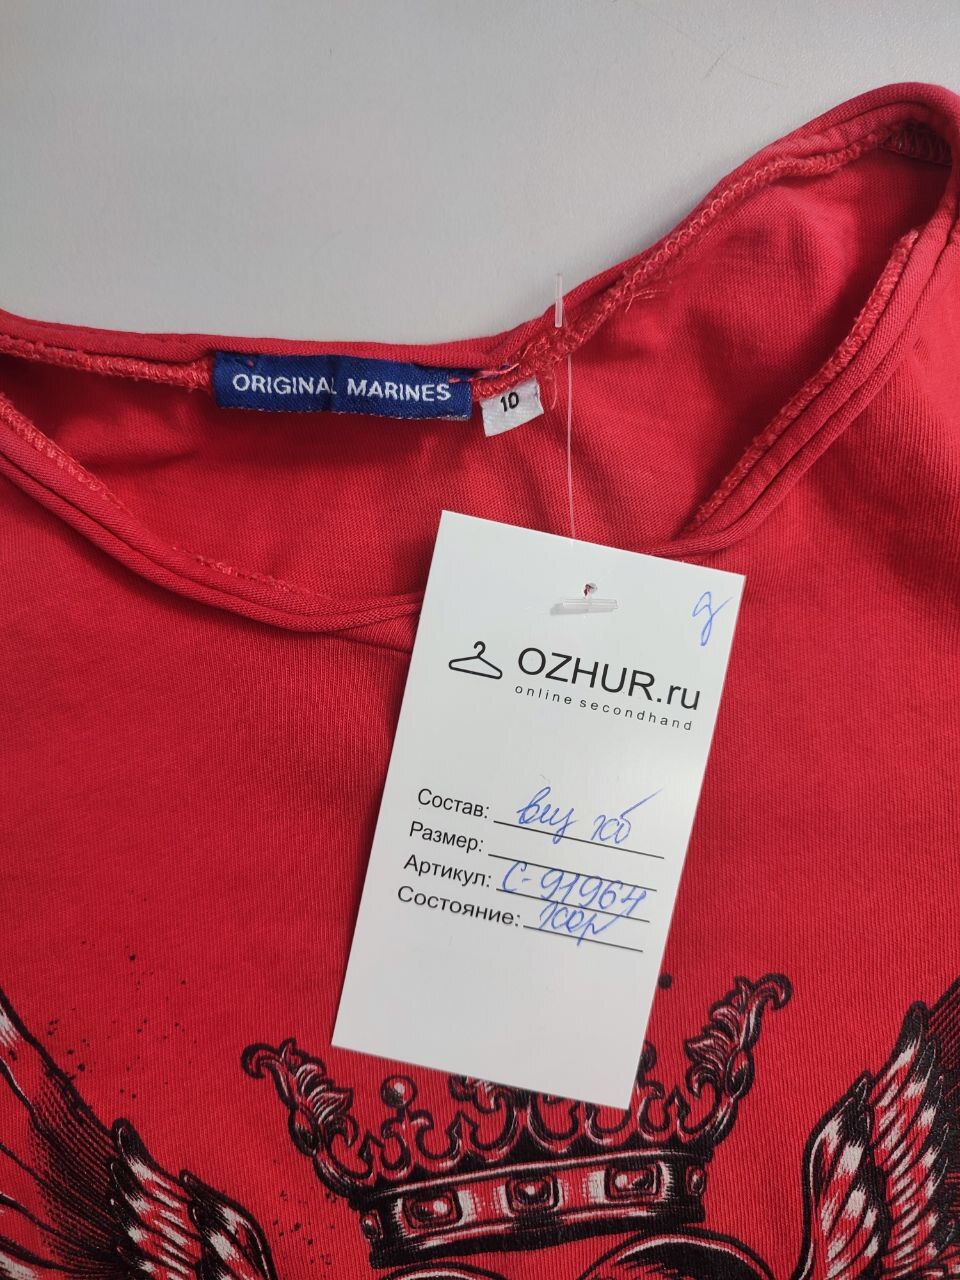 ORIGINAL MARINES
10
д
OZHUR.ru
online secondhand
Состав: виз хб
Размер:
Артикул: С-91964
Состояние: хор